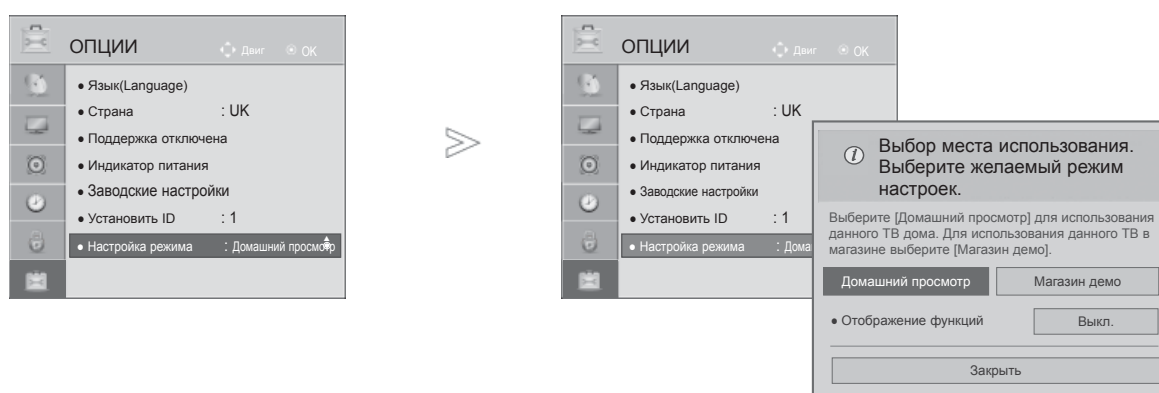 ОПЦИИ
Двиг OK
Язык(Language)
Страна : UK
Поддержка отключена
Индикатор питания
Заводские настройки
Установить ID : 1
Настройка режима : Домашний просмотр
ОПЦИИ
Двиг OK
Язык(Language)
Страна : UK
Поддержка отключена
Индикатор питания
Заводские настройки
Установить ID : 1
Настройка режима : Дома
Выбор места использования.
Выберите желаемый режим
настроек.
Выберите [Домашний просмотр] для использования
данного ТВ дома. Для использования данного ТВ в
магазине выберите [Магазин демо].
Домашний просмотр Магазин демо
Отображение функций Выкл.
Закрыть